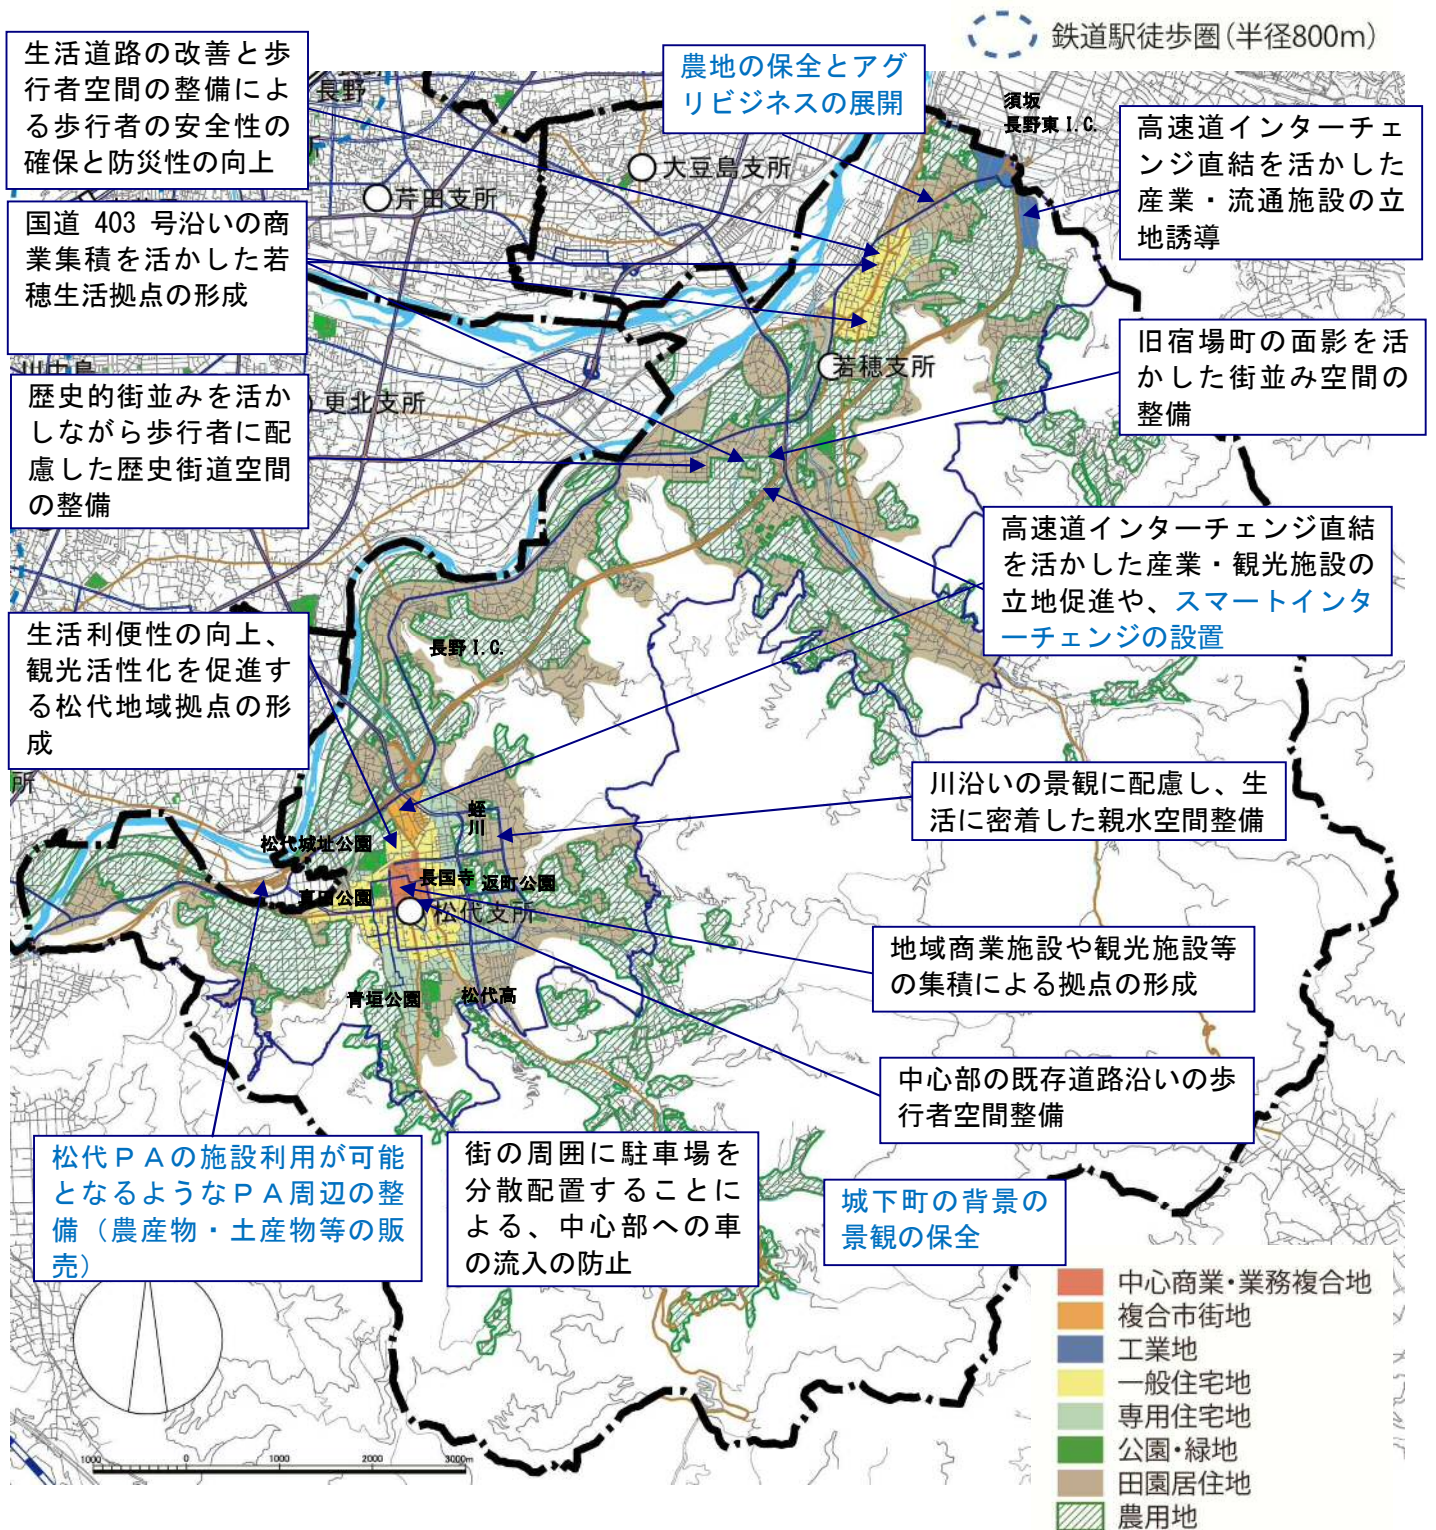 鉄道駅徒歩圏(半径800m)
生活道路の改善と歩
行者空間の整備によ
る歩行者の安全性の
確保と防災性の向上
農地の保全とアグ
リビジネスの展開
長野
須坂
長野東I.C.
高速道インターチェ
ンジ直結を活かした
産業・流通施設の立
地誘導
大豆島支所
芹田支所
国道 403 号沿いの商
業集積を活かした若
穂生活拠点の形成
旧宿場町の面影を活
かした街並み空間の
整備
若穂支所
川中島
更北支所
歴史的街並みを活か
しながら歩行者に配
慮した歴史街道空間
の整備
高速道インターチェンジ直結
を活かした産業・観光施設の
立地促進や、スマートインタ
ーチェンジの設置
生活利便性の向上、
観光活性化を促進す
る松代地域拠点の形
成
長野I.C.
所
川沿いの景観に配慮し、生
活に密着した親水空間整備
蛭
川
松代城址公園
長国寺
返町公園
松代支所
地域商業施設や観光施設等
の集積による拠点の形成
青垣公園
松代高
中心部の既存道路沿いの歩
行者空間整備
松代PAの施設利用が可能
となるようなPA周辺の整
備（農産物・土産物等の販
売）
街の周囲に駐車場を
分散配置することに
よる、中心部への車
の流入の防止
城下町の背景の
景観の保全
中心商業・業務複合地
複合市街地
工業地
一般住宅地
専用住宅地
公園・緑地
田園居住地
農用地
1000 0 1000 2000 3000m